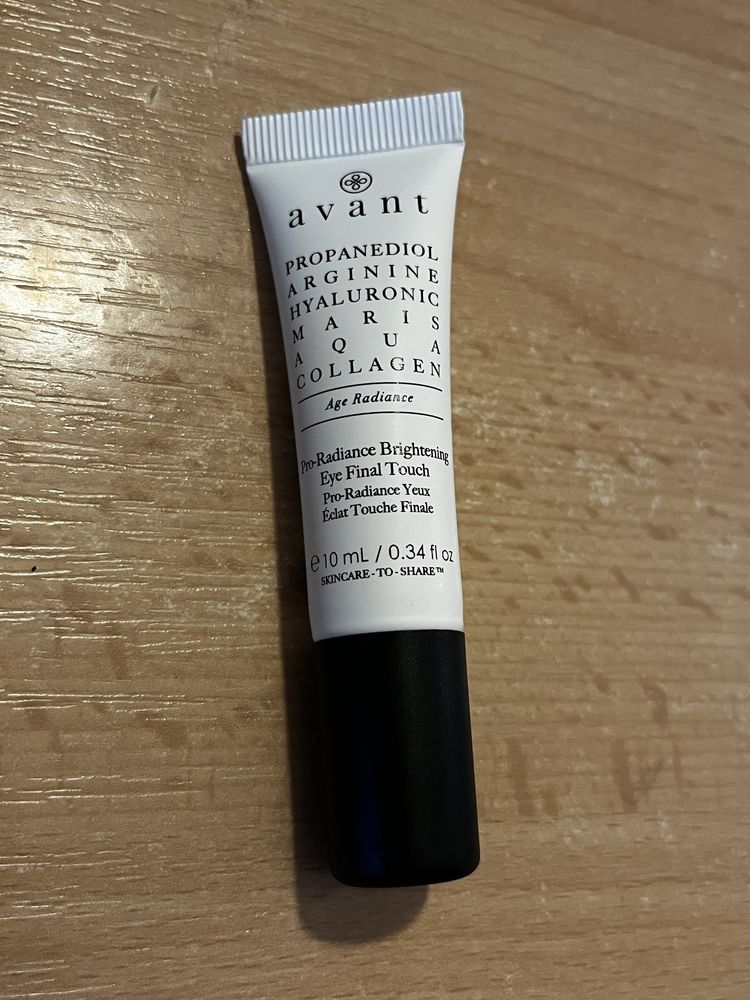 avant
PROPANEDIOL
ARGININE
HYALURONIC
MARIS
AQUA
COLLAGEN
Age Radiance
Pro-Radiance Brightening
Eye Final Touch
Pro-Radiance Yeux
Éclat Touche Finale
℮10 mL / 0.34 fl oz
SKINCARE-TO-SHARE™